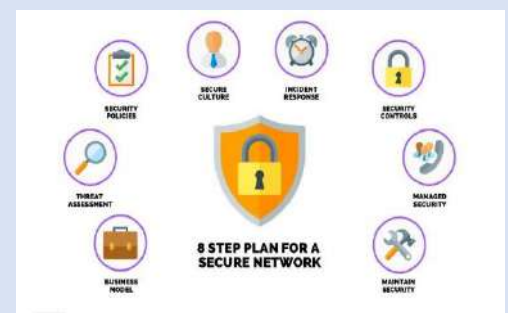 SECURE
CULTURE
INCIDENT
RESPONSE
SECURITY
POLICIES
SECURITY
CONTROLS
THREAT
ASSESSMENT
MANAGED
SECURITY
8 STEP PLAN FOR A
SECURE NETWORK
BUSINESS
MODEL
MAINTAIN
SECURITY